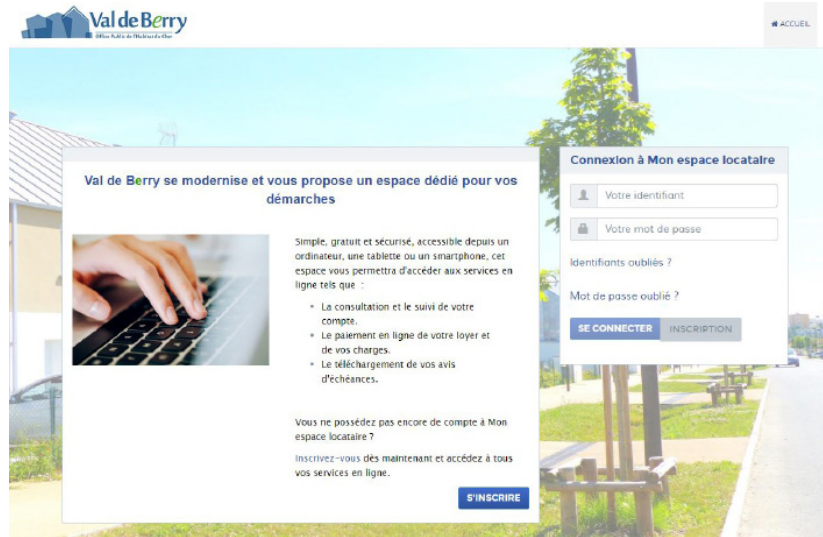 Val de Berry
Office Public de l'Habitat du Cher
ACCUEIL
Val de Berry se modernise et vous propose un espace dédié pour vos
démarches
Simple, gratuit et sécurisé, accessible depuis un
ordinateur, une tablette ou un smartphone, cet
espace vous permettra d'accéder aux services en
ligne tels que :
La consultation et le suivi de votre
compte.
Le paiement en ligne de votre loyer et
de vos charges.
Le téléchargement de vos avis
d'échéances.
Vous ne possédez pas encore de compte à Mon
espace locataire ?
Inscrivez-vous dès maintenant et accédez à tous
vos services en ligne.
S'INSCRIRE
Connexion à Mon espace locataire
Votre identifiant
Votre mot de passe
Identifiants oubliés ?
Mot de passe oublié ?
SE CONNECTER
INSCRIPTION